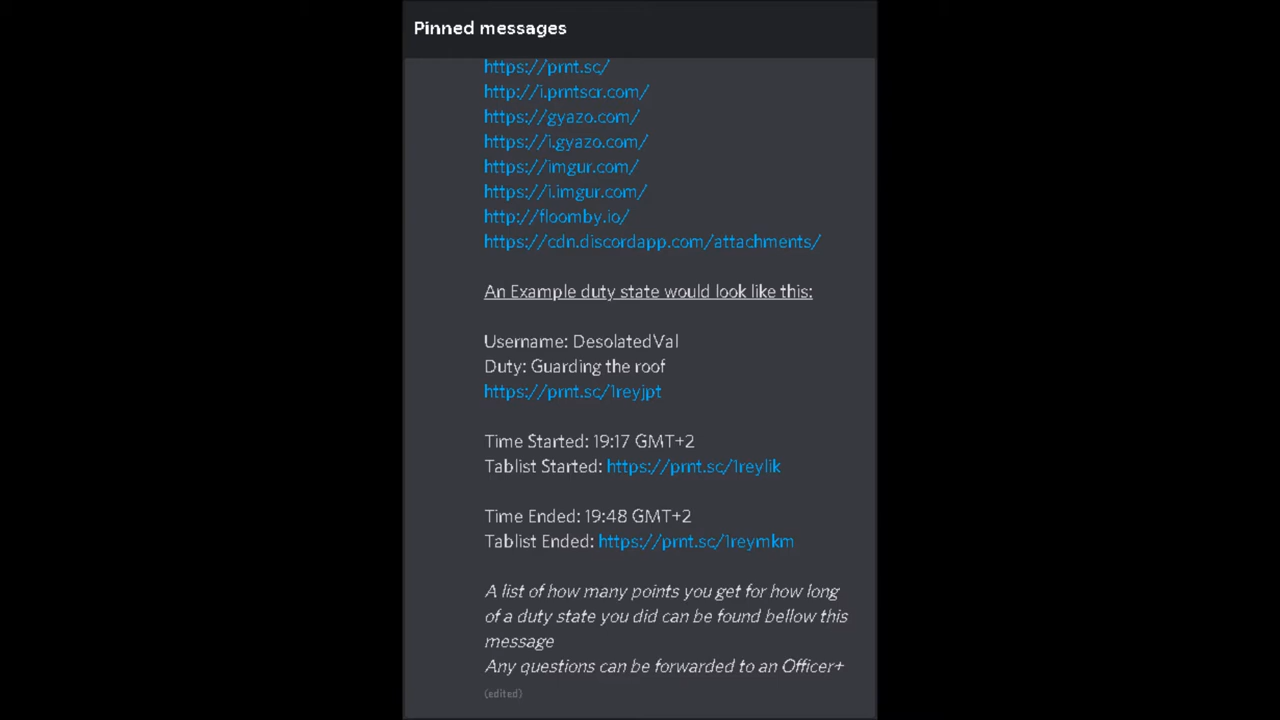 Pinned messages
https://prnt.sc/
http://i.prntscr.com/
https://gyazo.com/
https://i.gyazo.com/
https://imgur.com/
https://i.imgur.com/
http://floomby.io/
https://cdn.discordapp.com/attachments/
An Example duty state would look like this:
Username: DesolatedVal
Duty: Guarding the roof
https://prnt.sc/1reyjpt
Time Started: 19:17 GMT+2
Tablist Started: https://prnt.sc/1reylik
Time Ended: 19:48 GMT+2
Tablist Ended: https://prnt.sc/1reymkm
A list of how many points you get for how long
of a duty state you did can be found bellow this
message
Any questions can be forwarded to an Officer+
(edited)